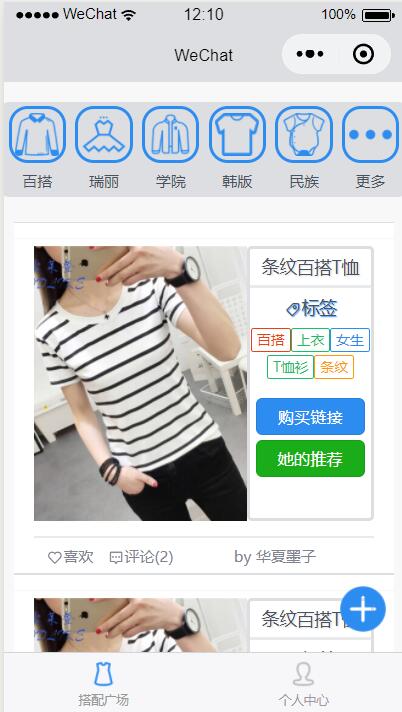 WeChat 12:10 100%
WeChat
百搭 瑞丽 学院 韩版 民族 更多
条纹百搭T恤
标签
百搭 上衣 女生
T恤衫 条纹
购买链接
她的推荐
喜欢 评论(2) by 华夏墨子
条纹百搭T恤
搭配广场 个人中心